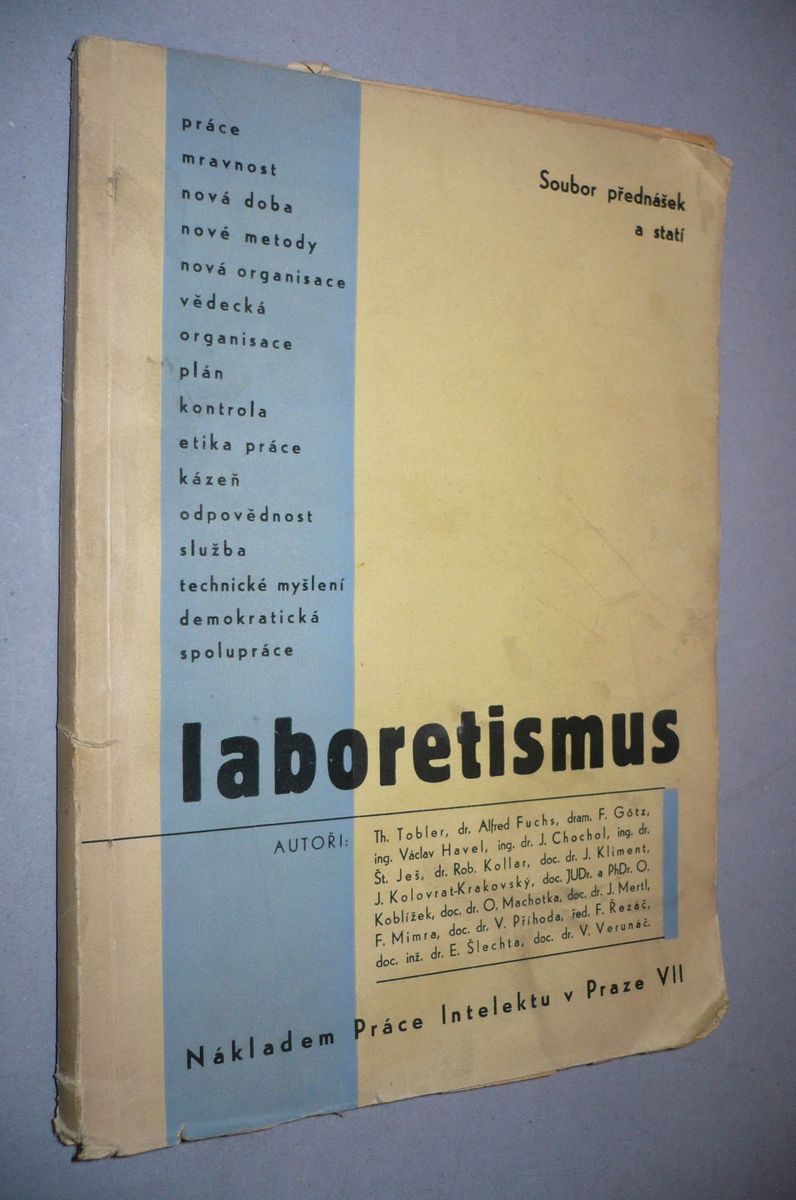 práce
mravnost
nová doba
nové metody
nová organisace
vědecká
organisace
plán
kontrola
etika práce
kázeň
odpovědnost
služba
technické myšlení
demokratická
spolupráce
Soubor přednášek
a statí
laboretismus
AUTOŘI:
Th. Tobler, dr. Alfred Fuchs, dram. F. Götz,
ing. Václav Havel, ing. dr. J. Chochol, ing. dr.
Št. Ješ, dr. Rob. Kollar, doc. dr. J. Kliment,
J. Kolovrat-Krakovský, doc. JUDr. a PhDr. O.
Koblížek, doc. dr. O. Machotka, doc. dr. J. Mertl,
F. Mimra, doc. dr. V. Příhoda, řed. F. Řezáč,
doc. inž. dr. E. Šlechta, doc. dr. V. Verunáč.
Nákladem Práce Intelektu v Praze VII